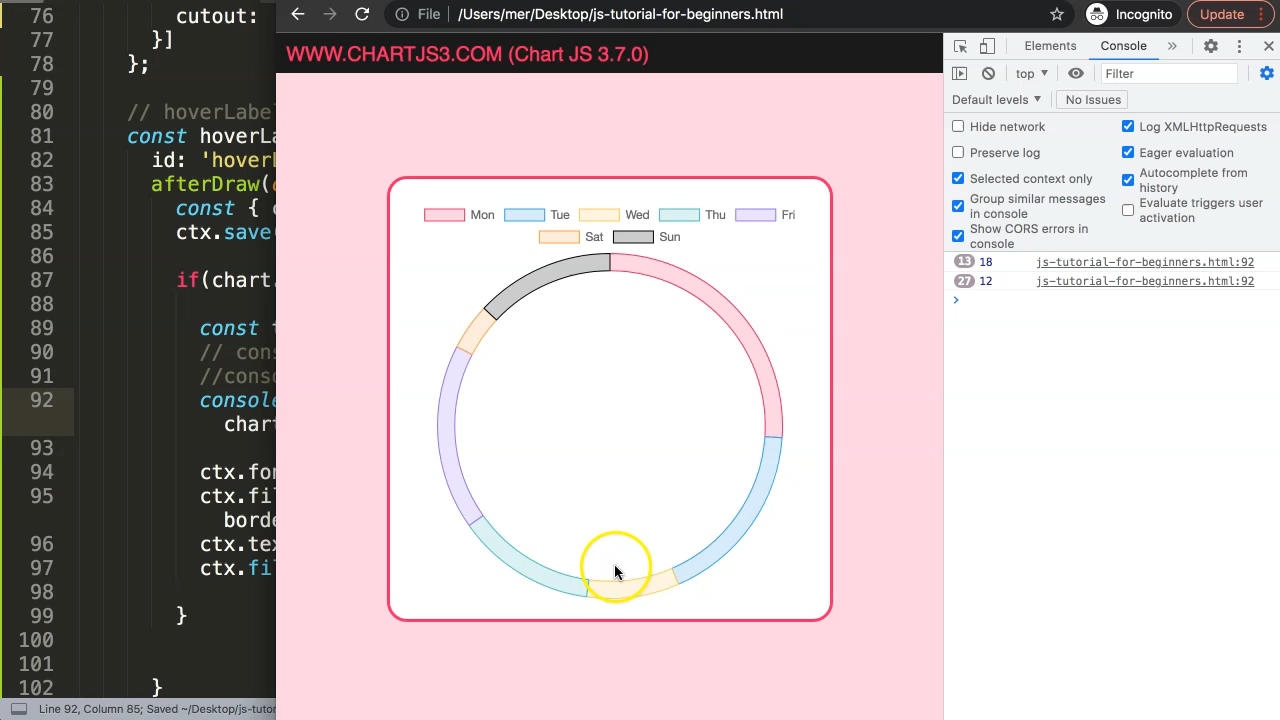 76 cutout:
77 }]
78 };
79
80 // hoverLabe
81 const hoverLa
82 id: 'hoverL
83 afterDraw(
84 const {
85 ctx.save
86
87 if(chart.
88
89 const
90 // cons
91 //conso
92 console
chart
93
94 ctx.fon
95 ctx.fi
borde
96 ctx.tex
97 ctx.fi
98
99 }
100
101
102 }
Line 92, Column 85; Saved ~/Desktop/js-tutor
File /Users/mer/Desktop/js-tutorial-for-beginners.html
Incognito
Update
WWW.CHARTJS3.COM (Chart JS 3.7.0)
Mon Tue Wed Thu Fri
Sat Sun
Elements Console »
top ▼ Filter
Default levels ▼ No Issues
Hide network
Log XMLHttpRequests
Preserve log
Eager evaluation
Selected context only
Autocomplete from
history
Group similar messages
in console
Evaluate triggers user
activation
Show CORS errors in
console
13 18 js-tutorial-for-beginners.html:92
27 12 js-tutorial-for-beginners.html:92
>